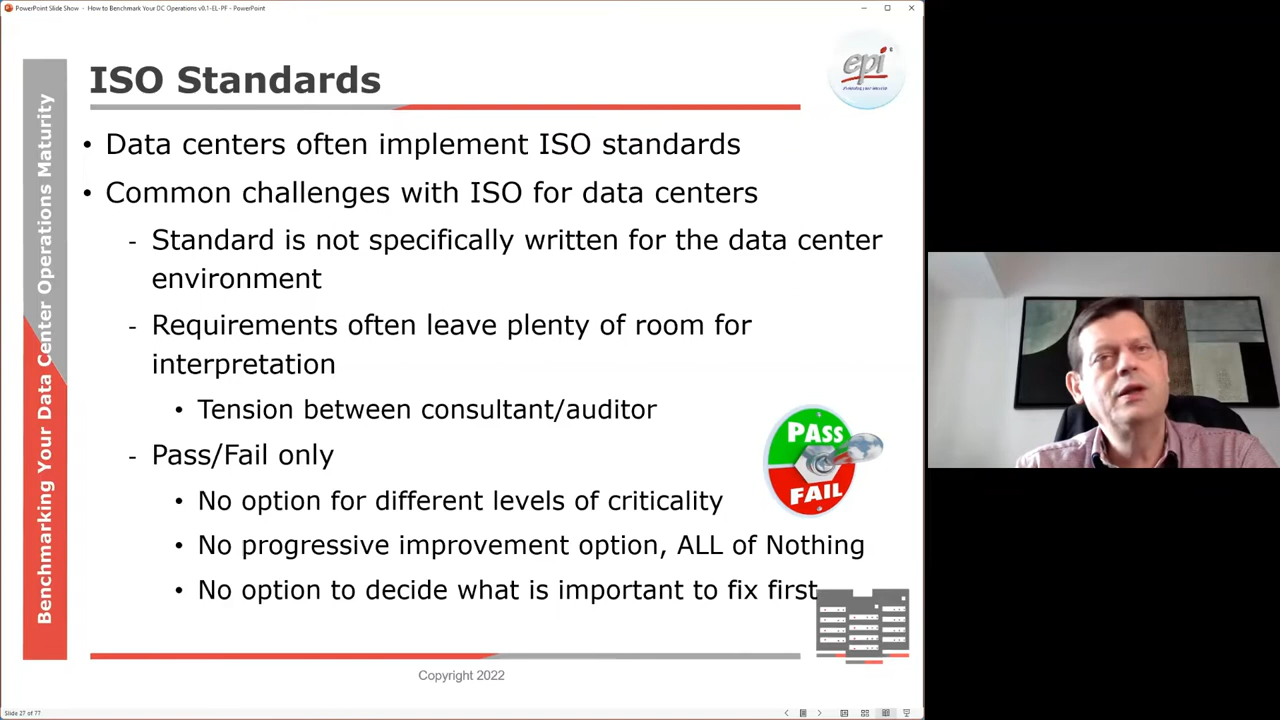 PowerPoint Slide Show - How to Benchmark Your DC Operations v0.1-EL-PF - PowerPoint
ISO Standards
epi
Benchmarking Your Data Center Operations Maturity
• Data centers often implement ISO standards
• Common challenges with ISO for data centers
- Standard is not specifically written for the data center
environment
- Requirements often leave plenty of room for
interpretation
• Tension between consultant/auditor
- Pass/Fail only
PASS
FAIL
• No option for different levels of criticality
• No progressive improvement option, ALL of Nothing
• No option to decide what is important to fix first
Copyright 2022
Slide 27 of 77